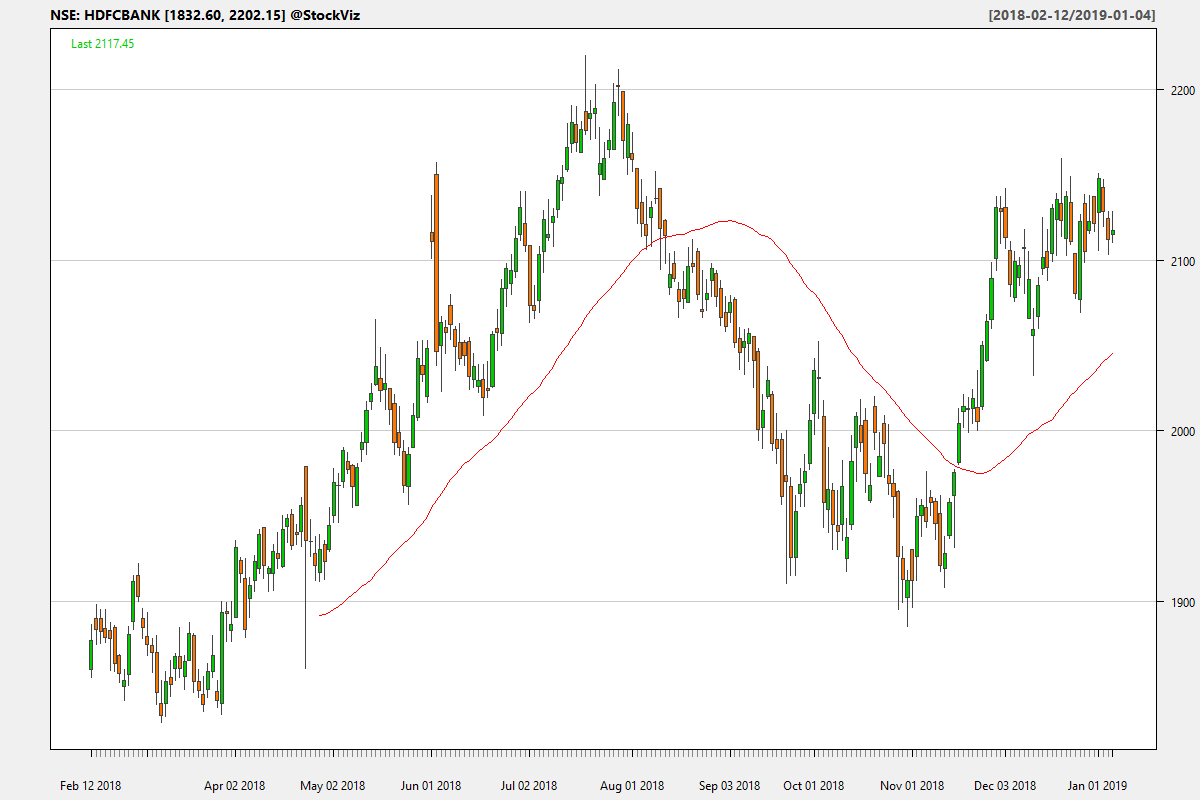 NSE: HDFCBANK [1832.60, 2202.15] @StockViz
[2018-02-12/2019-01-04]
Last 2117.45
2200
2100
2000
1900
Feb 12 2018
Apr 02 2018
May 02 2018
Jun 01 2018
Jul 02 2018
Aug 01 2018
Sep 03 2018
Oct 01 2018
Nov 01 2018
Dec 03 2018
Jan 01 2019